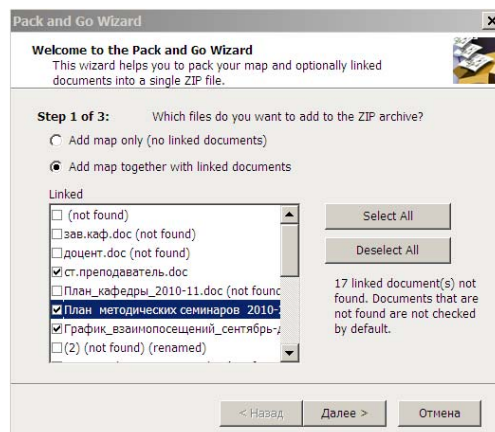 Pack and Go Wizard
Welcome to the Pack and Go Wizard
This wizard helps you to pack your map and optionally linked
documents into a single ZIP file.
Step 1 of 3: Which files do you want to add to the ZIP archive?
Add map only (no linked documents)
Add map together with linked documents
Linked
(not found)
зав.каф.doc (not found)
доцент.doc (not found)
ст.преподаватель.doc
План_кафедры_2010-11.doc (not found
План методических семинаров 2010-
График_взаимопосещений_сентябрь-
(2) (not found) (renamed)
Select All
Deselect All
17 linked document(s) not
found. Documents that are
not found are not checked
by default.
< Назад
Далее >
Отмена